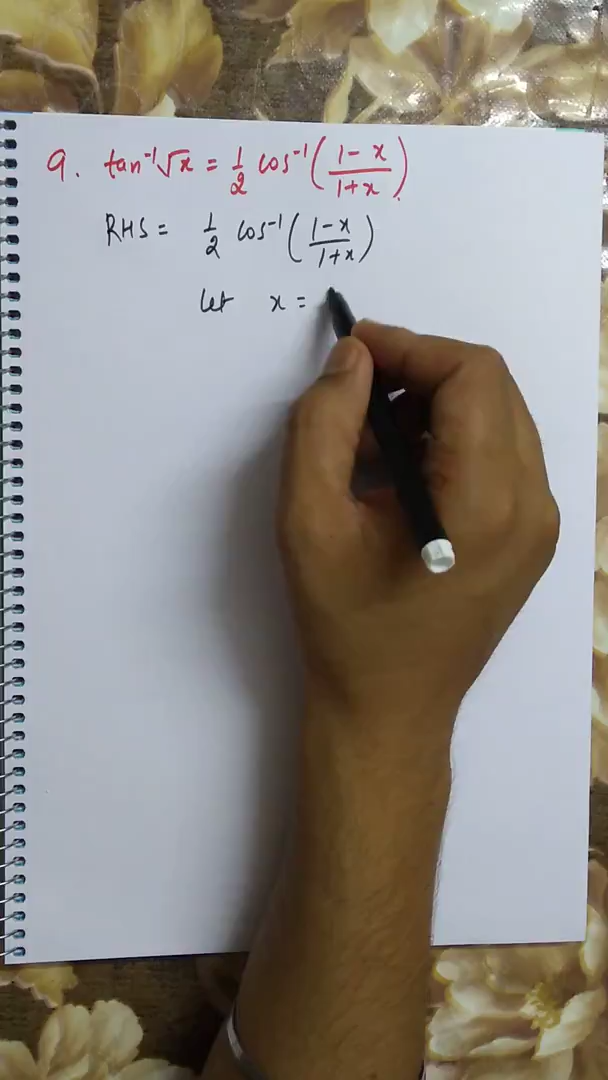 9. tan⁻¹√x = 1/2 cos⁻¹(1-x/1+x)
RHS = 1/2 cos⁻¹(1-x/1+x)
let x =